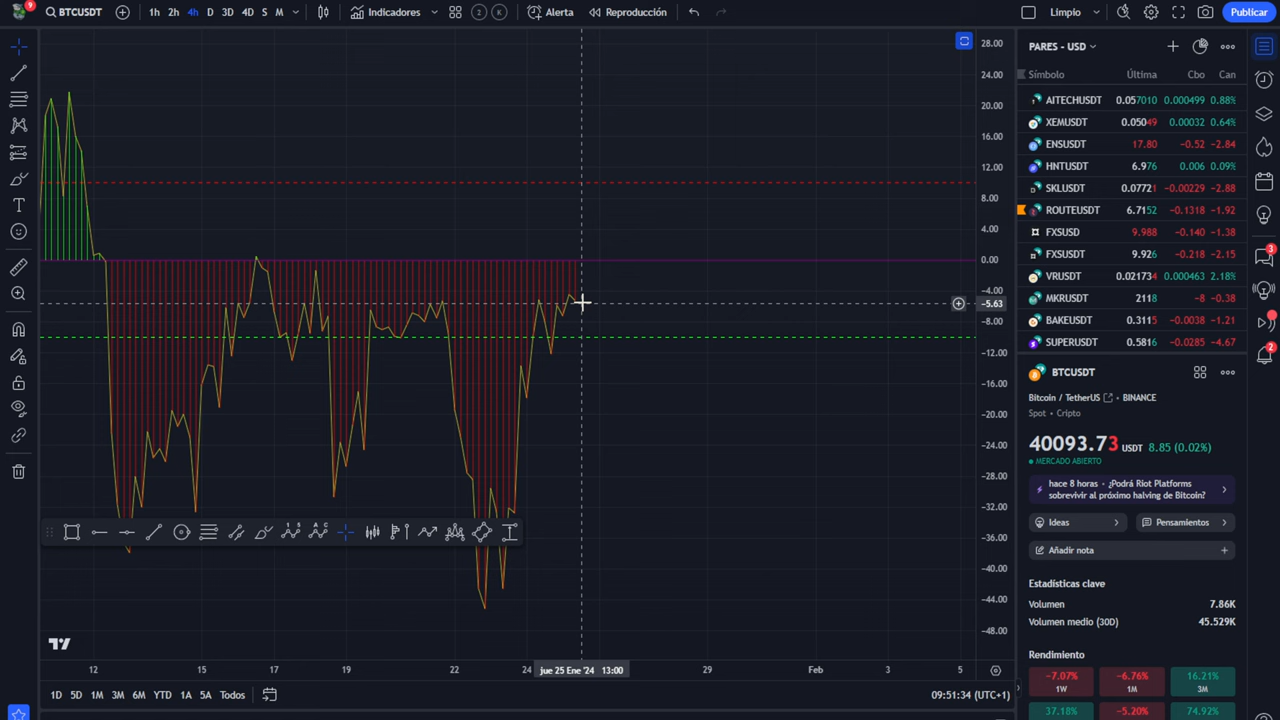 9
BTCUSDT
1h 2h 4h D 3D 4D S M
Indicadores
2 K
Alerta
Reproducción
Limpio
Publicar
28.00
24.00
20.00
16.00
12.00
8.00
4.00
0.00
−4.00
−5.63
−8.00
−12.00
−16.00
−20.00
−24.00
−28.00
−32.00
−36.00
−40.00
−44.00
−48.00
12 15 17 19 22 24 jue 25 Ene '24 13:00 29 Feb 3 5
1D 5D 1M 3M 6M YTD 1A 5A Todos
09:51:34 (UTC+1)
PARES - USD
Símbolo Última Cbo Can
AITECHUSDT 0.057010 0.000499 0.88%
XEMUSDT 0.05049 0.00032 0.64%
ENSUSDT 17.80 −0.52 −2.84
HNTUSDT 6.976 0.006 0.09%
SKLUSDT 0.07721 −0.00229 −2.88
ROUTEUSDT 6.7152 −0.1318 −1.92
FXSUSD 9.988 −0.140 −1.38
FXSUSDT 9.926 −0.218 −2.15
VRUSDT 0.021734 0.000463 2.18%
MKRUSDT 2118 −8 −0.38
BAKEUSDT 0.3115 −0.0038 −1.21
SUPERUSDT 0.5816 −0.0285 −4.67
BTCUSDT
Bitcoin / TetherUS BINANCE
Spot • Cripto
40093.73 USDT 8.85 (0.02%)
MERCADO ABIERTO
hace 8 horas • ¿Podrá Riot Platforms
sobrevivir al próximo halving de Bitcoin?
Ideas
Pensamientos
Añadir nota
Estadísticas clave
Volumen 7.86K
Volumen medio (30D) 45.529K
Rendimiento
−7.07% −6.76% 16.21%
1W 1M 3M
37.18% −5.20% 74.92%
3
2